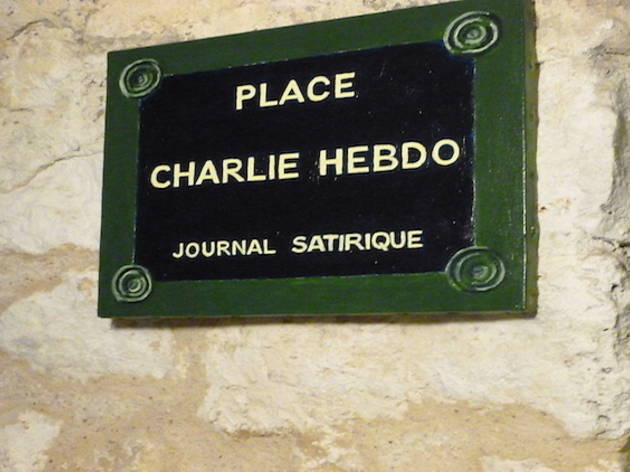 PLACE
CHARLIE HEBDO
JOURNAL SATIRIQUE